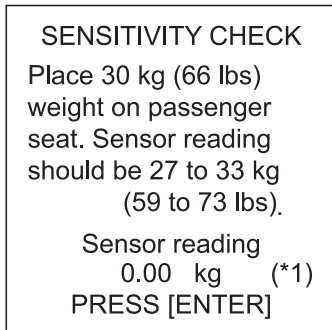 SENSITIVITY CHECK
Place 30 kg (66 lbs)
weight on passenger
seat. Sensor reading
should be 27 to 33 kg
(59 to 73 lbs).
Sensor reading
0.00 kg (*1)
PRESS [ENTER]